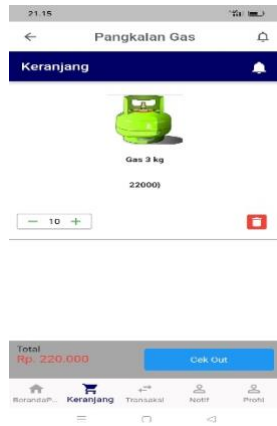 21.15
Pangkalan Gas
Keranjang
Gas 3 kg
22000)
10
Total
Rp. 220.000
Cek Out
BerandaP...
Keranjang
Transaksi
Notif
Profil